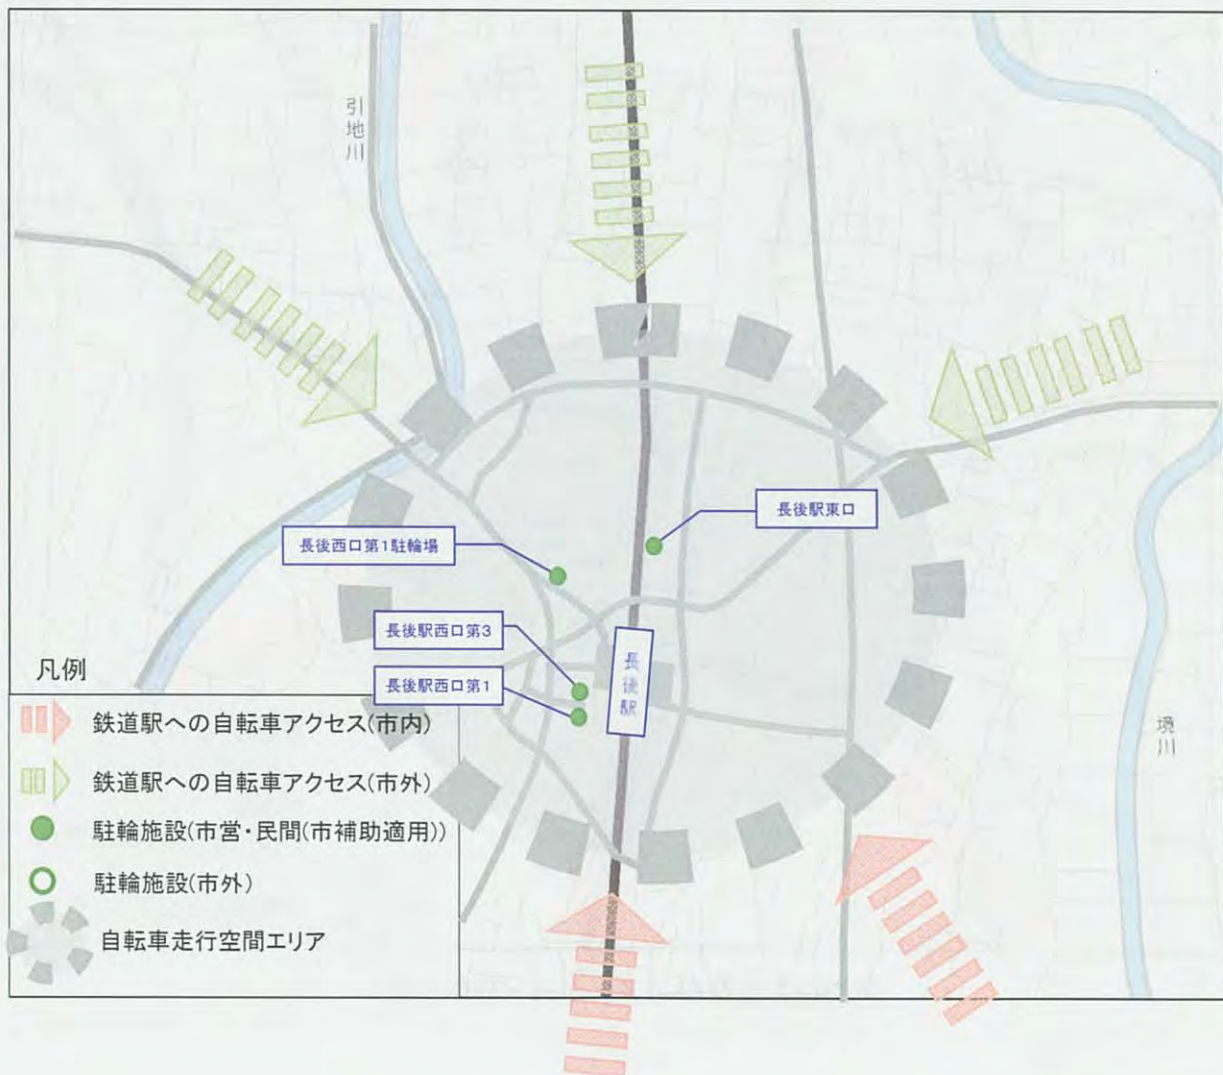 引地川
長後駅東口
長後西口第1駐輪場
長後駅西口第3
長後駅
長後駅西口第1
境川
凡例
鉄道駅への自転車アクセス(市内)
鉄道駅への自転車アクセス(市外)
駐輪施設(市営・民間(市補助適用))
駐輪施設(市外)
自転車走行空間エリア